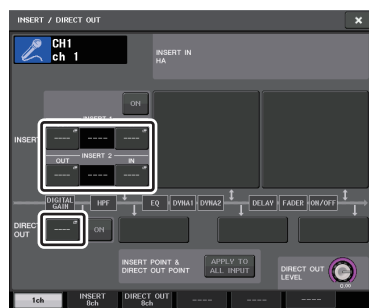 INSERT / DIRECT OUT
CH1
ch 1
INSERT IN
HA
ON
INSERT 1
INSERT
---- ---- ----
OUT INSERT 2 IN
---- ---- ----
DIGITAL GAIN HPF EQ DYNA1 DYNA2 DELAY FADER ON/OFF
DIRECT OUT
---- ON
INSERT POINT &
DIRECT OUT POINT
APPLY TO
ALL INPUT
DIRECT OUT
LEVEL
0.00
1ch
INSERT
8ch
DIRECT OUT
8ch
---- ---- ----